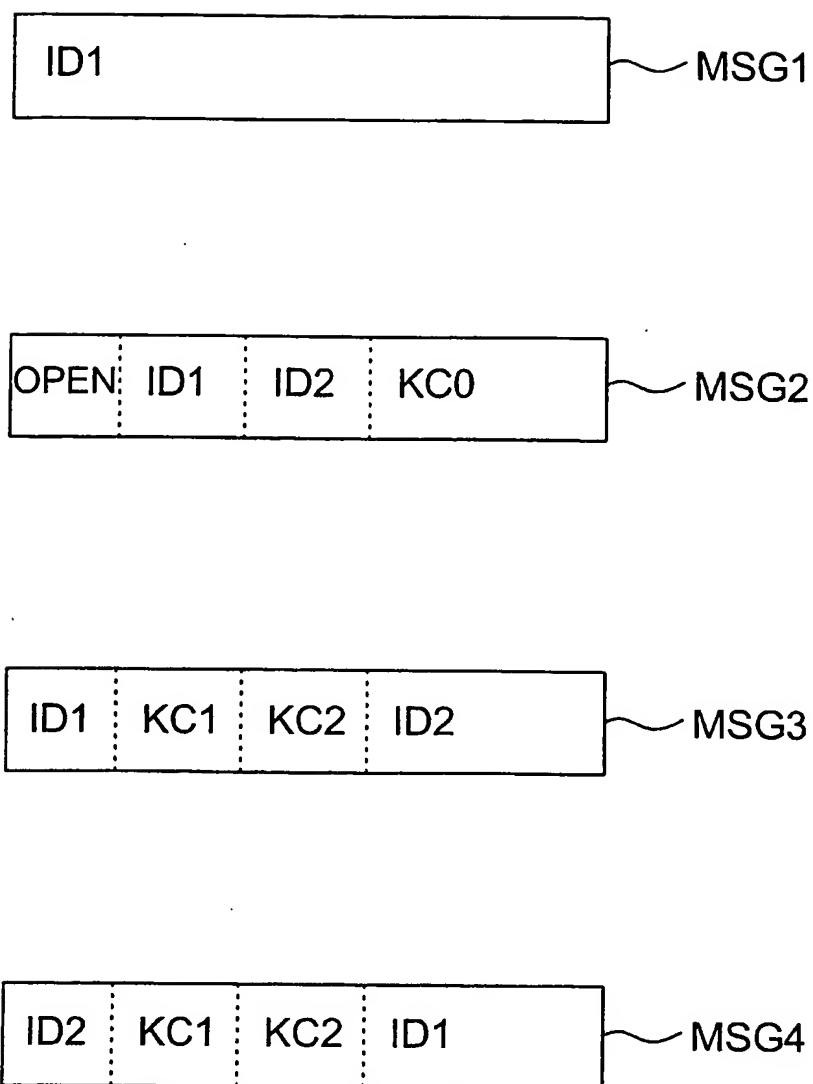 ID1 MSG1
OPEN ID1 ID2 KC0 MSG2
ID1 KC1 KC2 ID2 MSG3
ID2 KC1 KC2 ID1 MSG4